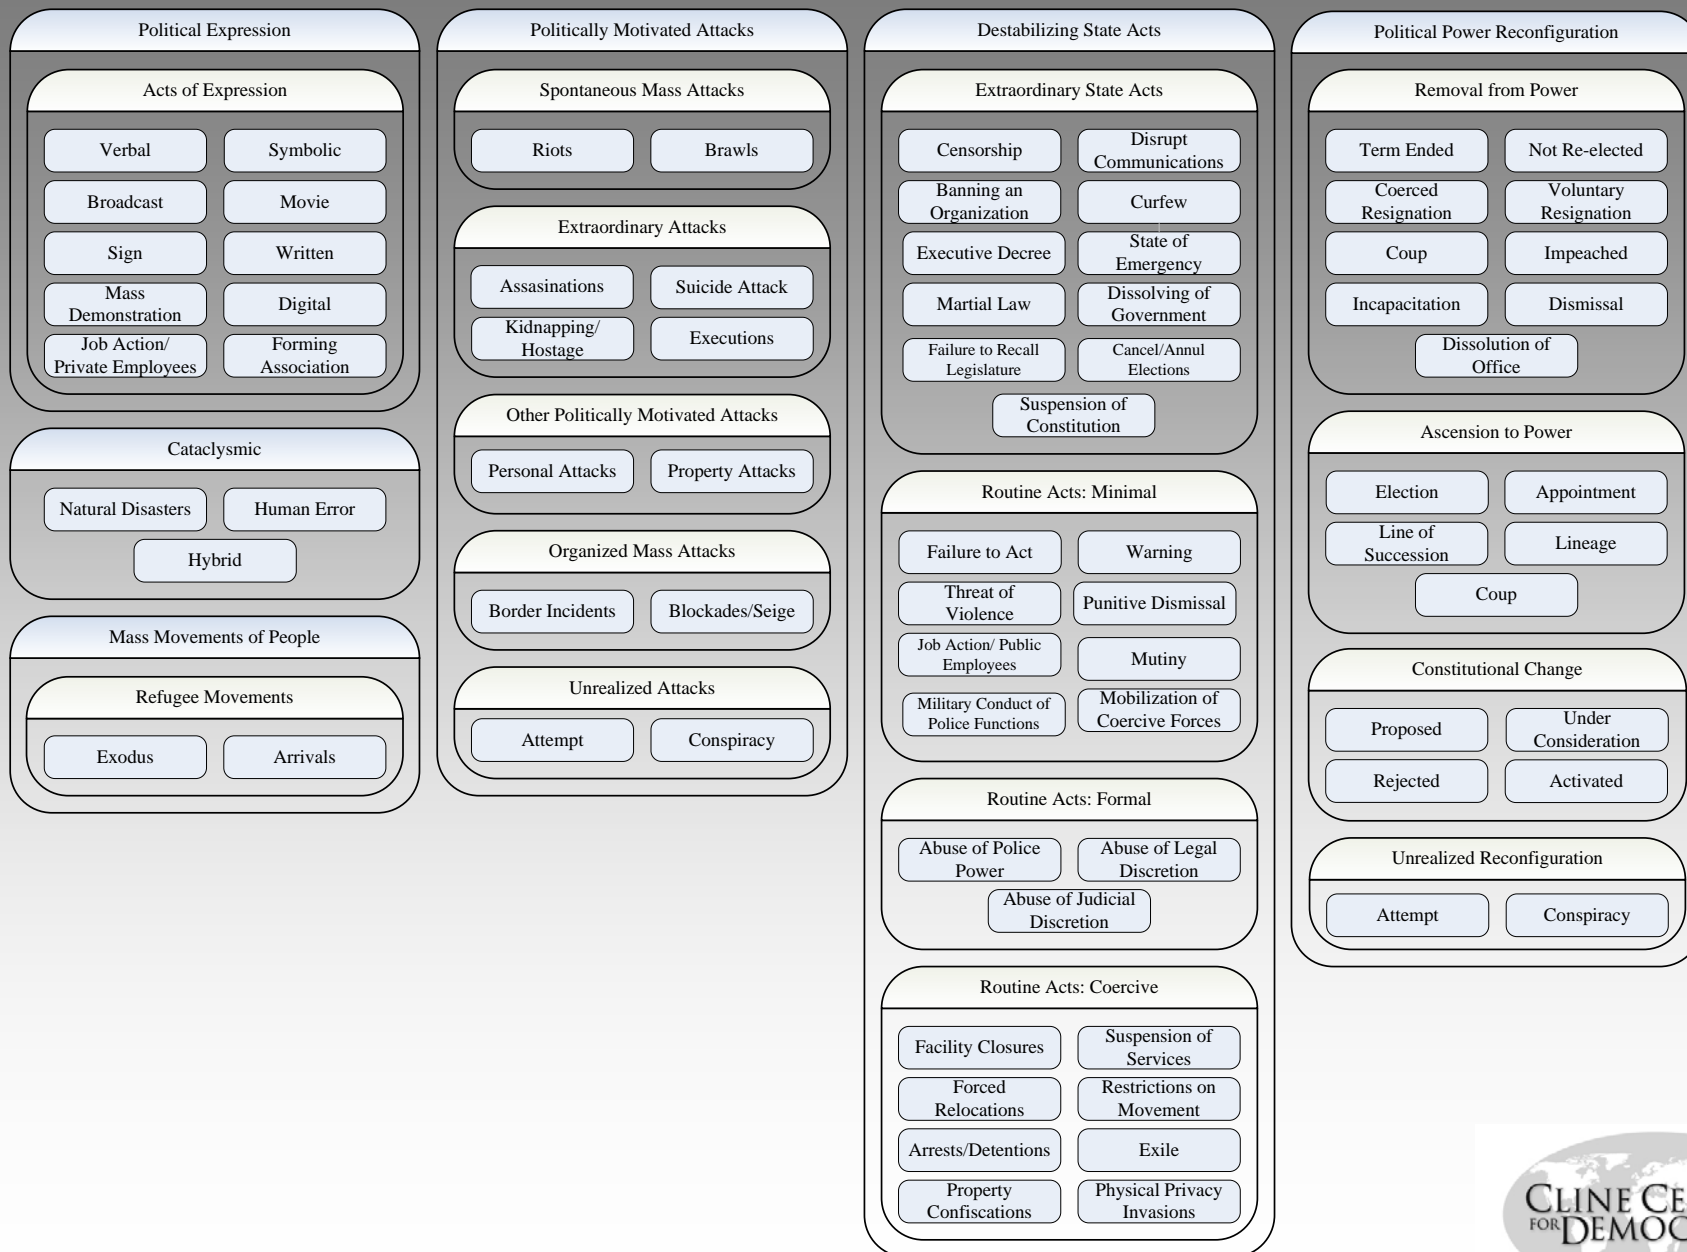 Political Expression
Acts of Expression
Verbal
Symbolic
Broadcast
Movie
Sign
Written
Mass
Demonstration
Digital
Job Action/
Private Employees
Forming
Association
Cataclysmic
Natural Disasters
Human Error
Hybrid
Mass Movements of People
Refugee Movements
Exodus
Arrivals
Politically Motivated Attacks
Spontaneous Mass Attacks
Riots
Brawls
Extraordinary Attacks
Assasinations
Suicide Attack
Kidnapping/
Hostage
Executions
Other Politically Motivated Attacks
Personal Attacks
Property Attacks
Organized Mass Attacks
Border Incidents
Blockades/Seige
Unrealized Attacks
Attempt
Conspiracy
Destabilizing State Acts
Extraordinary State Acts
Censorship
Disrupt
Communications
Banning an
Organization
Curfew
Executive Decree
State of
Emergency
Martial Law
Dissolving of
Government
Failure to Recall
Legislature
Cancel/Annul
Elections
Suspension of
Constitution
Routine Acts: Minimal
Failure to Act
Warning
Threat of
Violence
Punitive Dismissal
Job Action/ Public
Employees
Mutiny
Military Conduct of
Police Functions
Mobilization of
Coercive Forces
Routine Acts: Formal
Abuse of Police
Power
Abuse of Legal
Discretion
Abuse of Judicial
Discretion
Routine Acts: Coercive
Facility Closures
Suspension of
Services
Forced
Relocations
Restrictions on
Movement
Arrests/Detentions
Exile
Property
Confiscations
Physical Privacy
Invasions
Political Power Reconfiguration
Removal from Power
Term Ended
Not Re-elected
Coerced
Resignation
Voluntary
Resignation
Coup
Impeached
Incapacitation
Dismissal
Dissolution of
Office
Ascension to Power
Election
Appointment
Line of
Succession
Lineage
Coup
Constitutional Change
Proposed
Under
Consideration
Rejected
Activated
Unrealized Reconfiguration
Attempt
Conspiracy
CLINE CE
FOR DEMOC